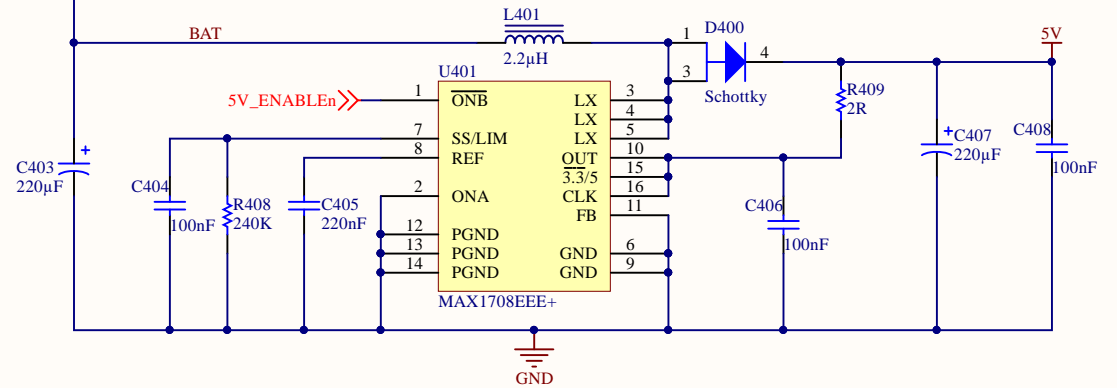 L401
BAT
2.2µH
D400
1
3
4
Schottky
5V
U401
5V_ENABLEn
1
ONB
LX
3
LX
4
LX
5
7
SS/LIM
8
REF
OUT
10
3.3/5
15
CLK
16
FB
11
2
ONA
12
PGND
13
PGND
14
PGND
GND
6
GND
9
MAX1708EEE+
R409
2R
C403
220µF
C404
100nF
R408
240K
C405
220nF
C406
100nF
C407
220µF
C408
100nF
+
+
GND